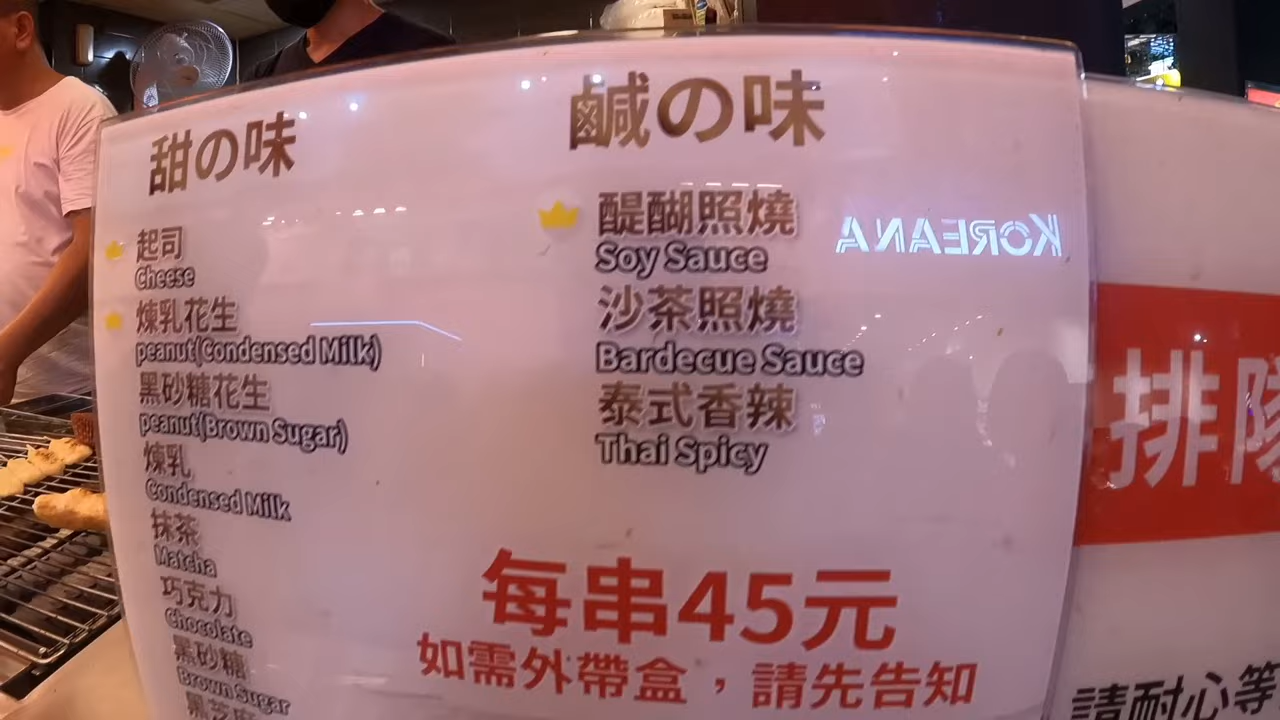 甜の味
起司
Cheese
煉乳花生
peanut(Condensed Milk)
黑砂糖花生
peanut(Brown Sugar)
煉乳
Condensed Milk
抹茶
Matcha
巧克力
Chocolate
黑砂糖
Brown Sugar
黑芝麻
鹹の味
醍醐照燒
Soy Sauce
沙茶照燒
Bardecue Sauce
泰式香辣
Thai Spicy
每串45元
如需外帶盒，請先告知
KOREANA
排隊
請耐心等